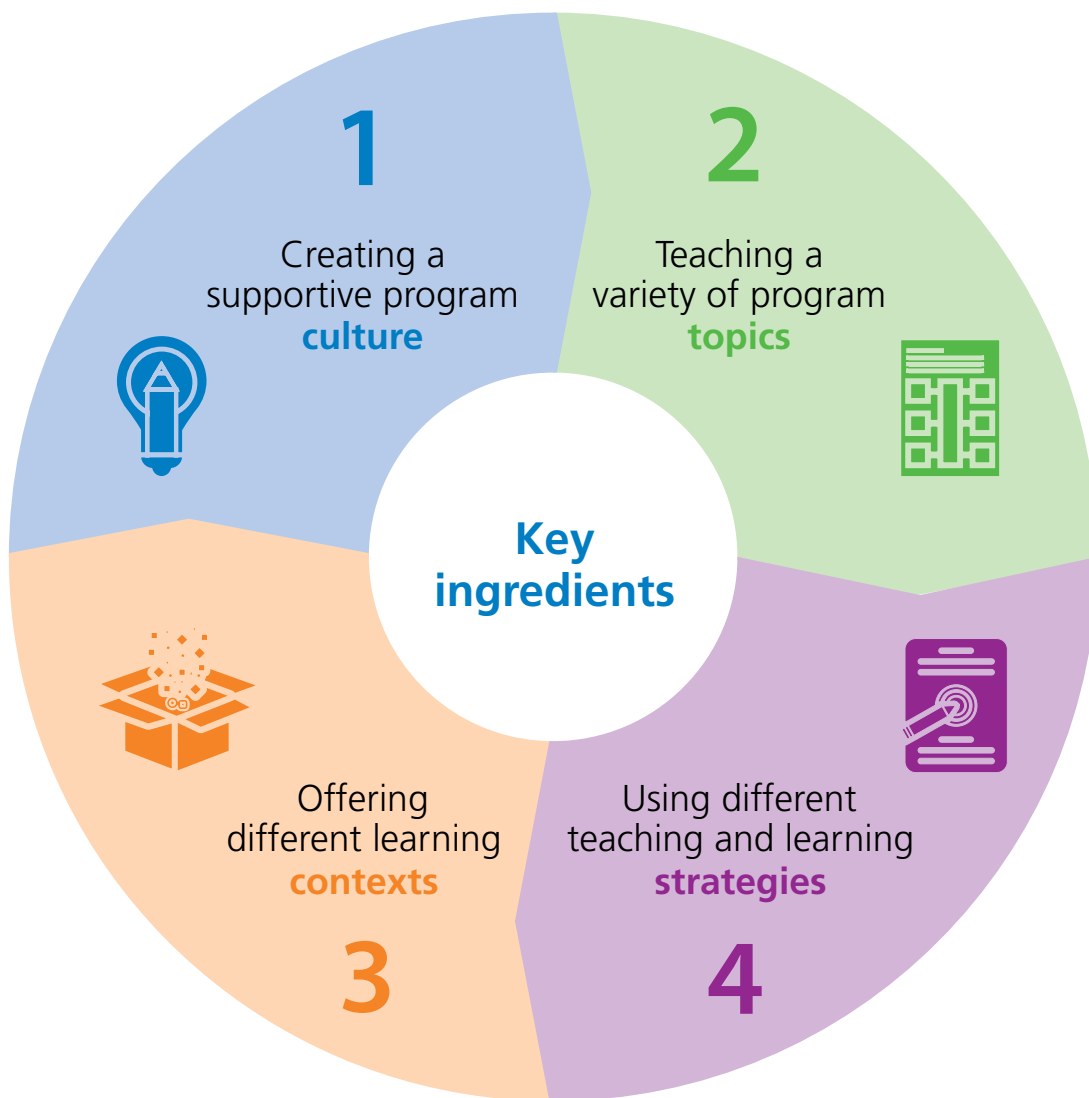 1
Creating a
supportive program
culture
2
Teaching a
variety of program
topics
Key
ingredients
Offering
different learning
contexts
3
Using different
teaching and learning
strategies
4